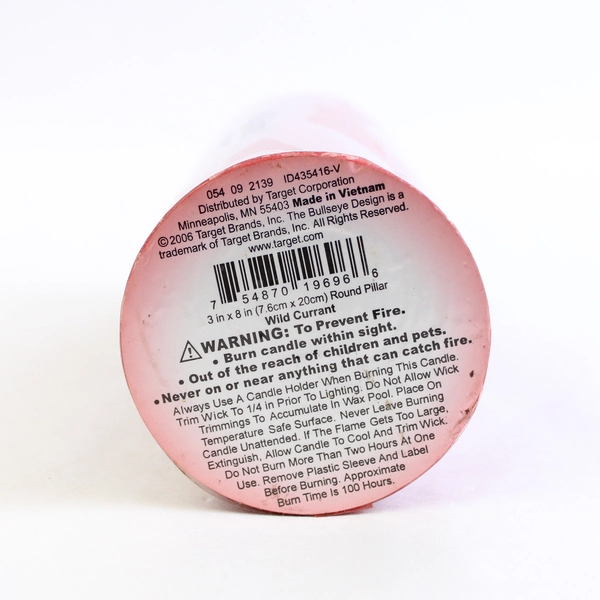 054 09 2139 ID435416-V
Distributed by Target Corporation
Minneapolis, MN 55403 Made in Vietnam
©2006 Target Brands, Inc. The Bullseye Design is a
trademark of Target Brands, Inc. All Rights Reserved.
www.target.com
7 54870 19696 6
3 in x 8 in (7.6cm x 20cm) Round Pillar
Wild Currant
⚠WARNING: To Prevent Fire.
• Burn candle within sight.
• Out of the reach of children and pets.
•Never on or near anything that can catch fire.
Always Use A Candle Holder When Burning This Candle.
Trim Wick To 1/4 in Prior To Lighting. Do Not Allow Wick
Trimmings To Accumulate In Wax Pool. Place On
Temperature Safe Surface. Never Leave Burning
Candle Unattended. If The Flame Gets Too Large,
Extinguish, Allow Candle To Cool And Trim Wick.
Do Not Burn More Than Two Hours At One
Use. Remove Plastic Sleeve And Label
Before Burning. Approximate
Burn Time Is 100 Hours.